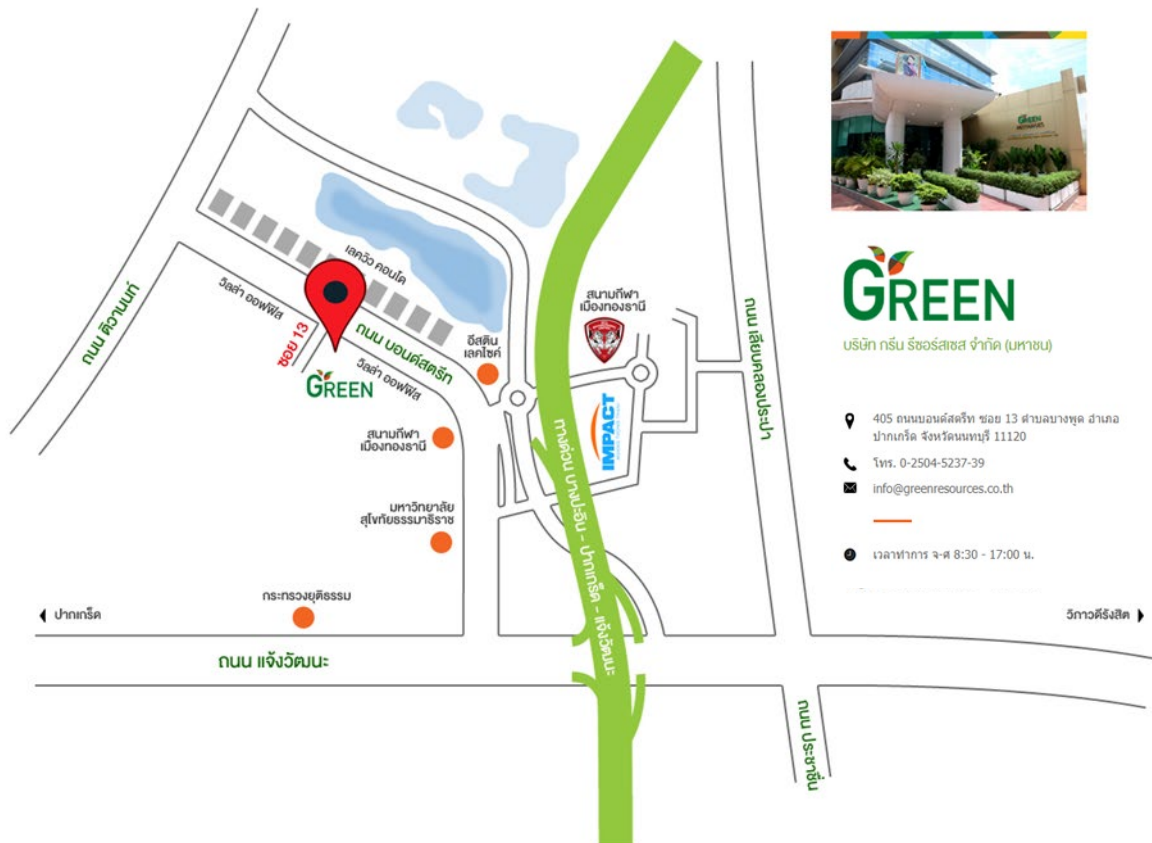 GREEN
GREEN
บริษัท กรีน รีซอร์สเซส จำกัด (มหาชน)
405 ถนนบอนด์สตรีท ซอย 13 ตำบลบางพูด อำเภอ
ปากเกร็ด จังหวัดนนทบุรี 11120
โทร. 0-2504-5237-39
info@greenresources.co.th
เวลาทำการ จ-ศ 8:30 - 17:00 น.
ถนน ติวานนท์
เลควิว คอนโด
วิลล่า ออฟฟิส
ซอย 13
GREEN
ถนน บอนด์สตรีท
วิลล่า ออฟฟิส
อีสติน
เลคไซค์
สนามกีฬา
เมืองทองธานี
IMPACT
ถนน เลียบคลองประปา
สนามกีฬา
เมืองทองธานี
มหาวิทยาลัย
สุโขทัยธรรมาธิราช
กระทรวงยุติธรรม
ทางด่วน บางปะอิน - ปากเกร็ด - แจ้งวัฒนะ
ปากเกร็ด
วิภาวดีรังสิต
ถนน แจ้งวัฒนะ
ถนน ประชาชื่น